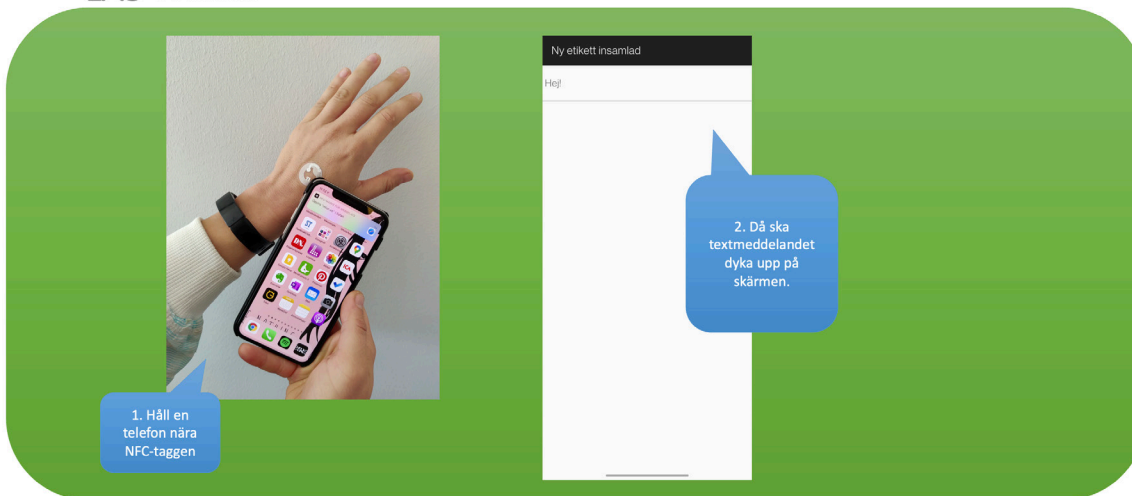 Ny etikett insamlad
Hej!
2. Då ska
textmeddelandet
dyka upp på
skärmen.
1. Håll en
telefon nära
NFC-taggen